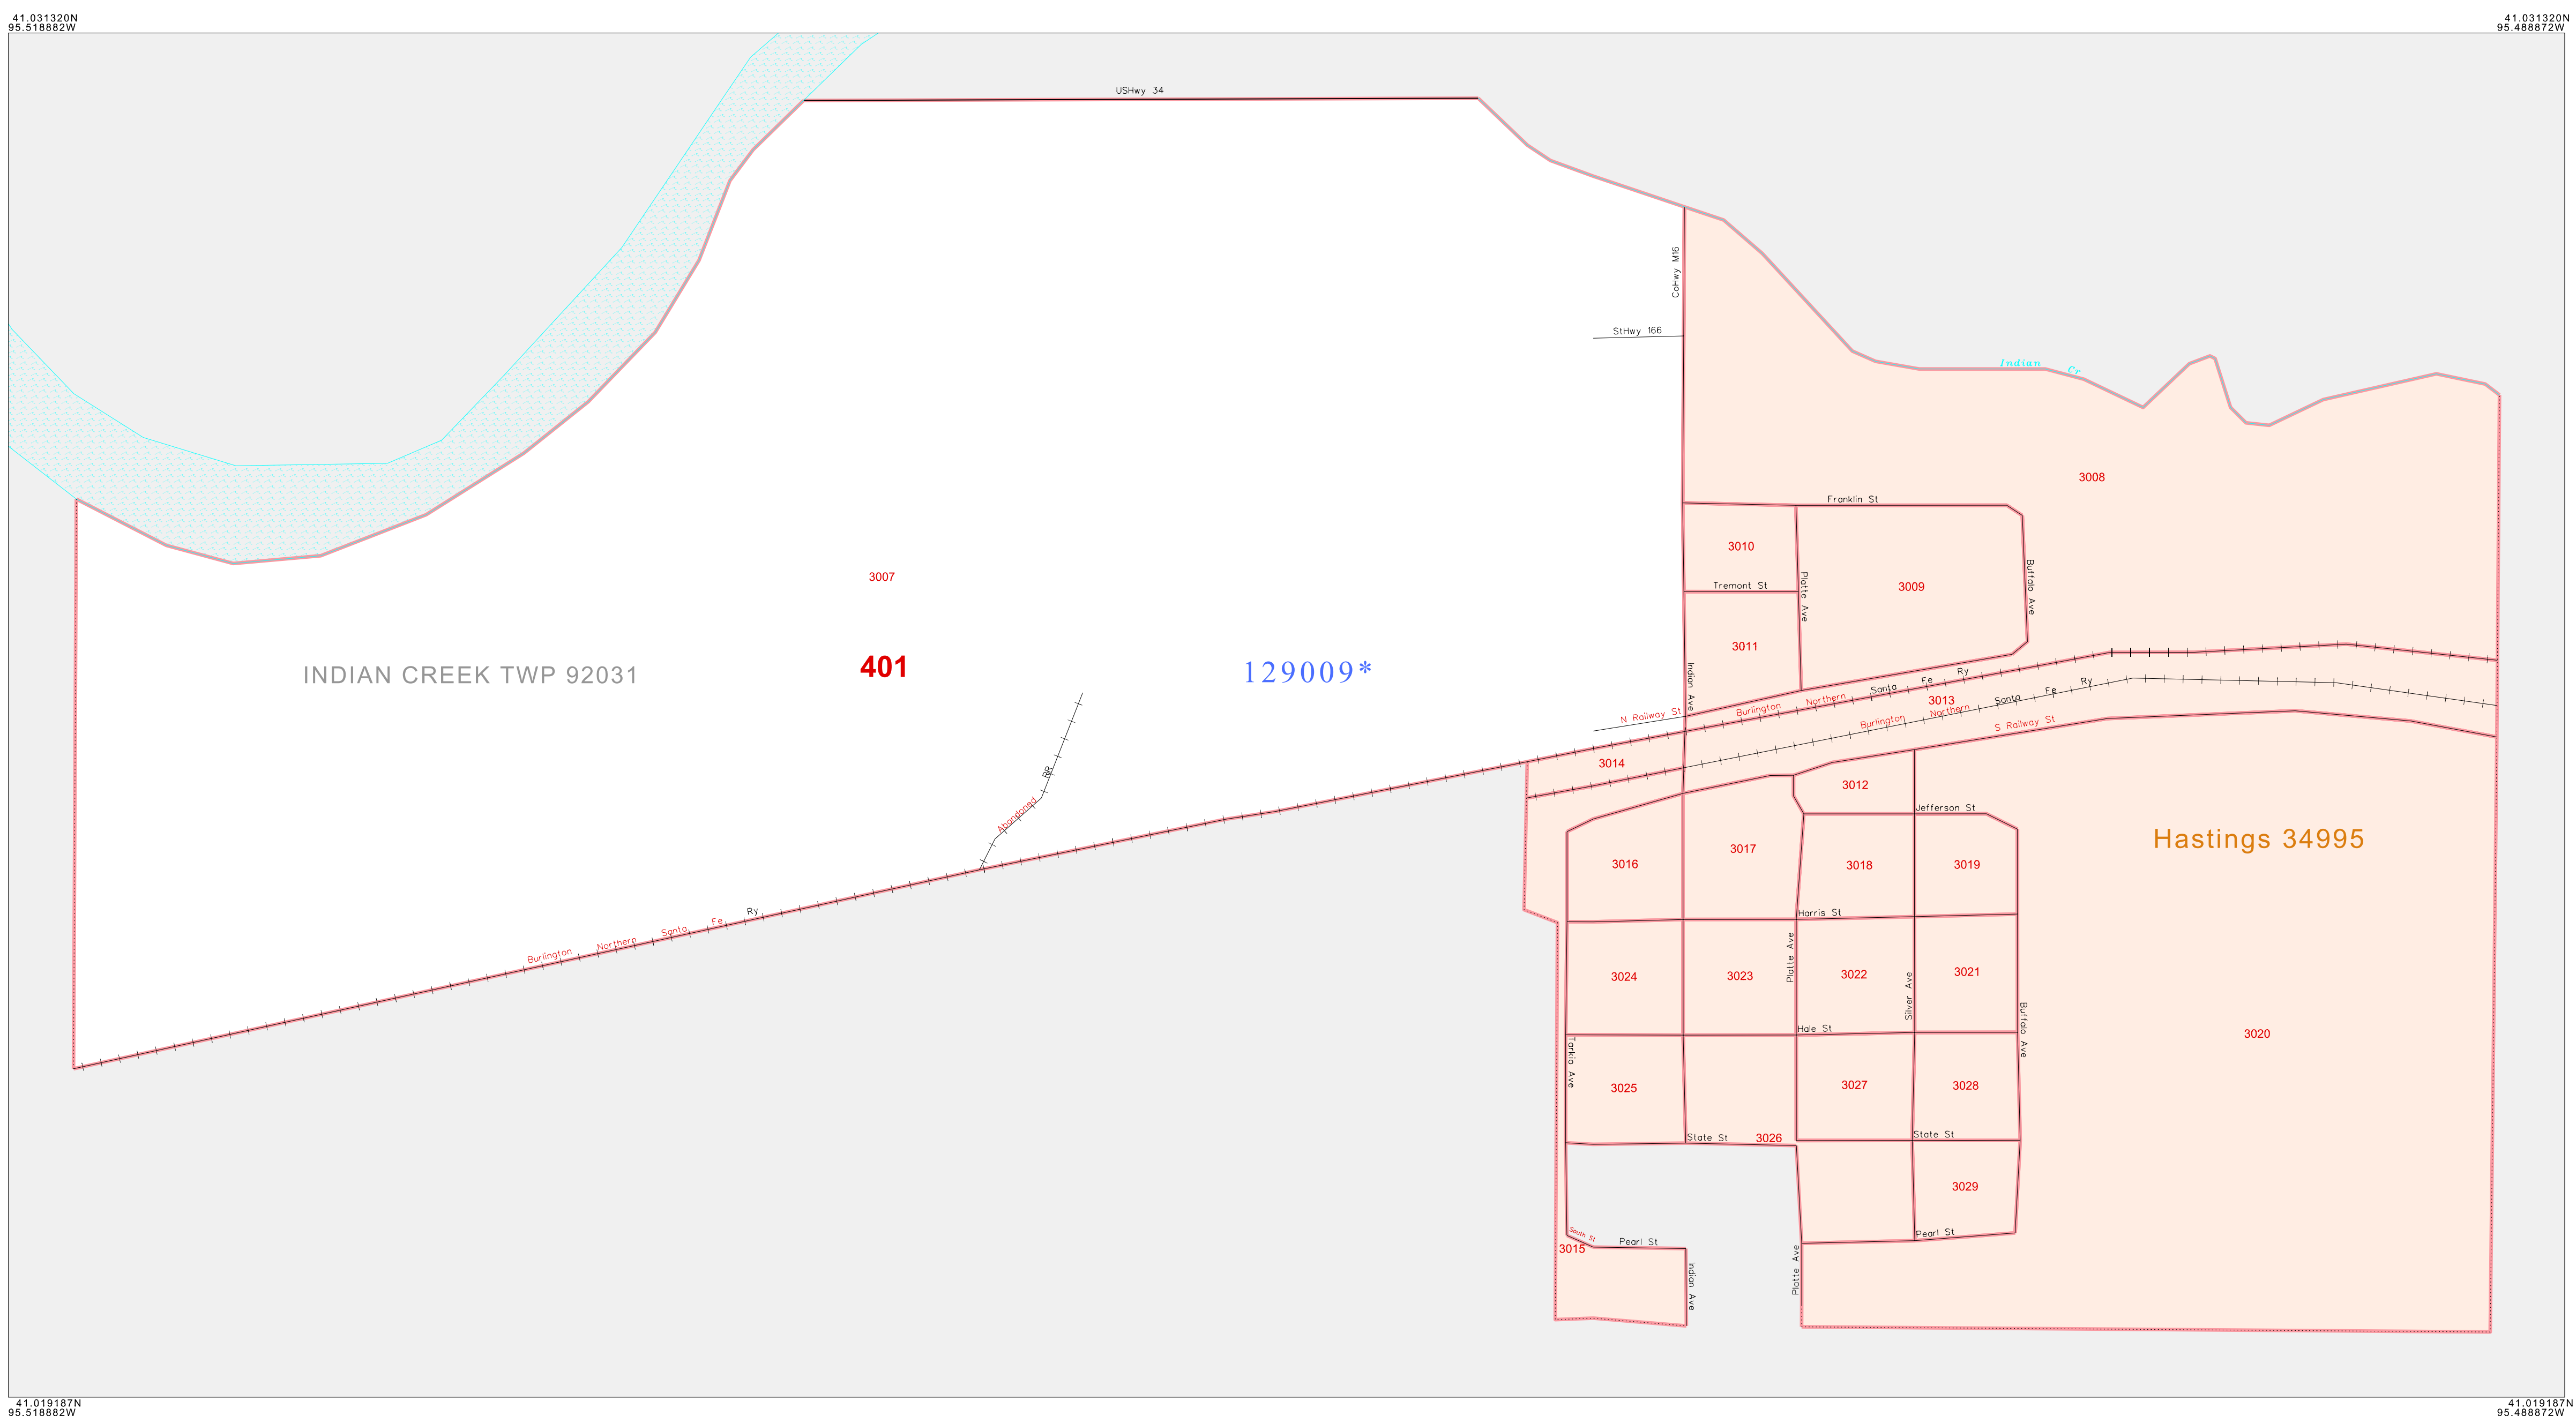 41.031320N
95.518882W
41.031320N
95.488872W
USHwy 34
CoHwy M16
StHwy 166
Indian Cr
3008
Franklin St
3010
Platte Ave
Buffalo Ave
3007
Tremont St
3009
3011
INDIAN CREEK TWP 92031
401
129009*
Indian Ave
N Railway St
Burlington Northern Santa Fe Ry
3013
Burlington Northern Santa Fe Ry
S Railway St
3014
Abandoned RR
3012
Jefferson St
Hastings 34995
3016
3017
3018
3019
Harris St
Burlington Northern Santa Fe Ry
Platte Ave
3024
3023
3022
Silver Ave
3021
Buffalo Ave
3020
Hale St
Tarkio Ave
3025
3027
3028
State St
3026
State St
3029
South St
3015
Pearl St
Pearl St
Indian Ave
Platte Ave
41.019187N
95.518882W
41.019187N
95.488872W